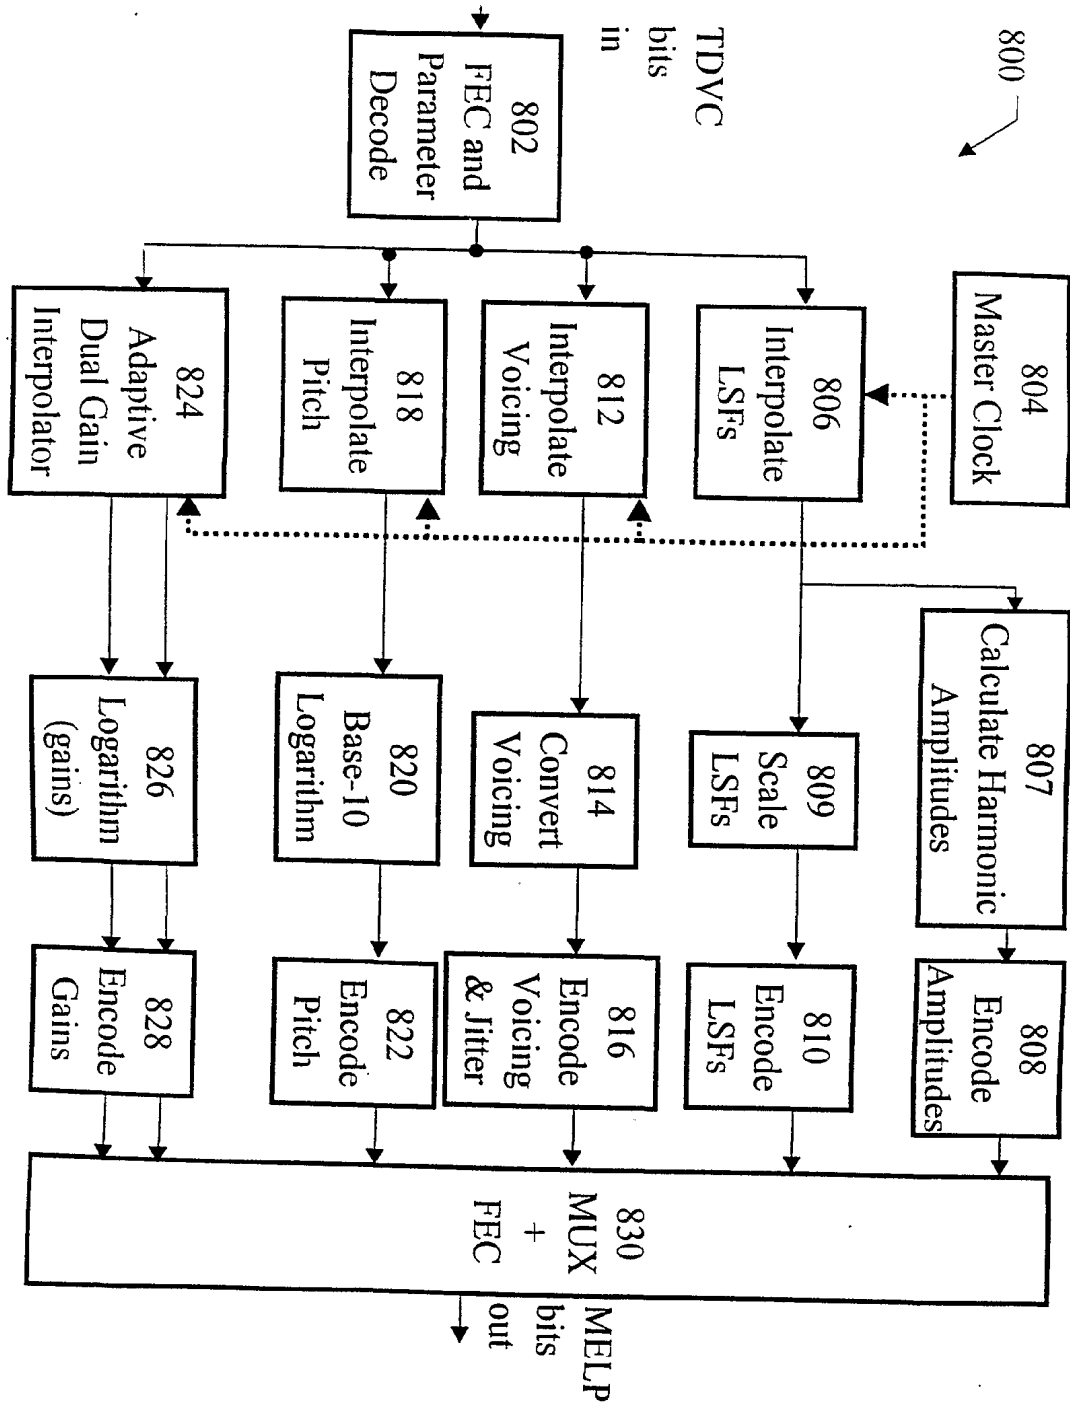 800
TDVC
bits
in
802
FEC and
Parameter
Decode
804
Master Clock
806
Interpolate
LSFs
807
Calculate Harmonic
Amplitudes
808
Encode
Amplitudes
809
Scale
LSFs
810
Encode
LSFs
812
Interpolate
Voicing
814
Convert
Voicing
816
Encode
Voicing
& Jitter
818
Interpolate
Pitch
820
Base-10
Logarithm
822
Encode
Pitch
824
Adaptive
Dual Gain
Interpolator
826
Logarithm
(gains)
828
Encode
Gains
830
MUX
+
FEC
MELP
bits
out